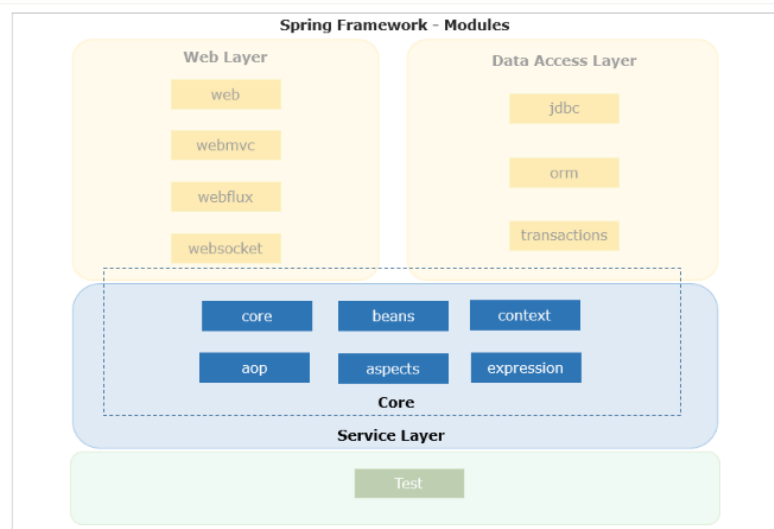 Spring Framework - Modules
Web Layer
web
webmvc
webflux
websocket
Data Access Layer
jdbc
orm
transactions
core
beans
context
aop
aspects
expression
Core
Service Layer
Test